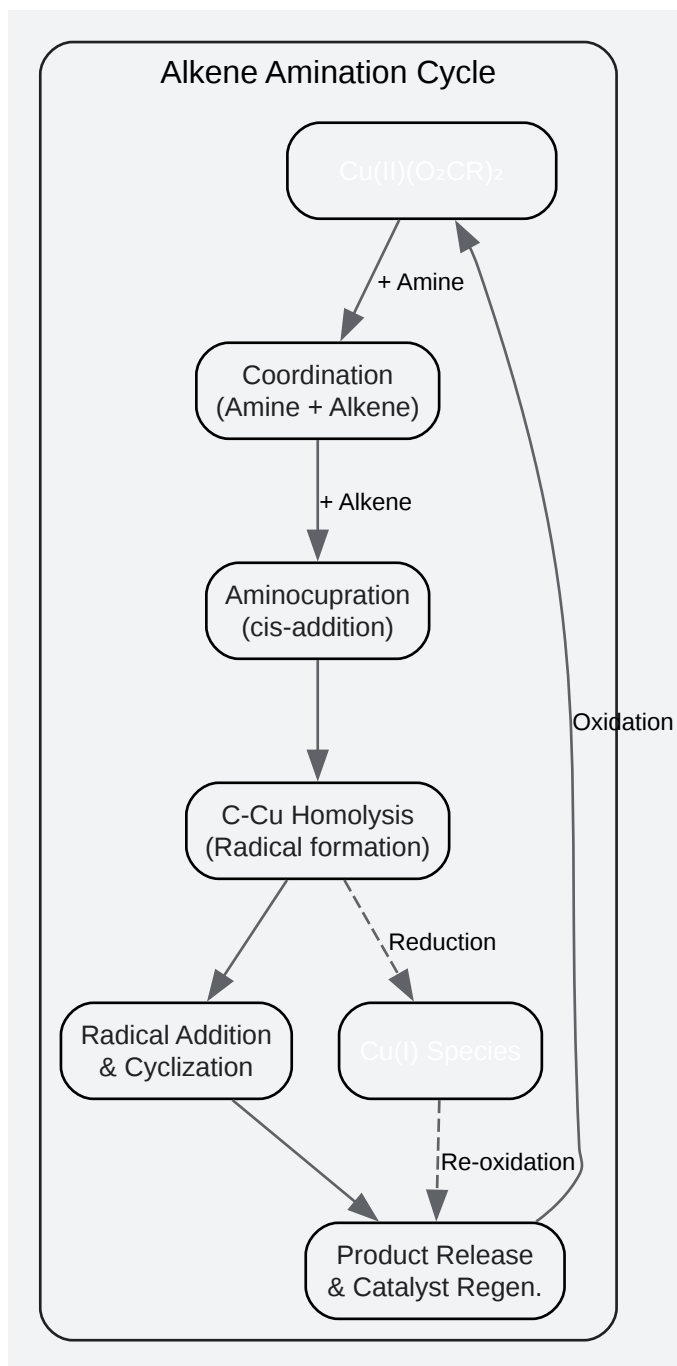 Alkene Amination Cycle
Cu(II)(O₂CR)₂
+ Amine
Coordination
(Amine + Alkene)
+ Alkene
Aminocupration
(cis-addition)
Oxidation
C-Cu Homolysis
(Radical formation)
Reduction
Radical Addition
& Cyclization
Cu(I) Species
Re-oxidation
Product Release
& Catalyst Regen.